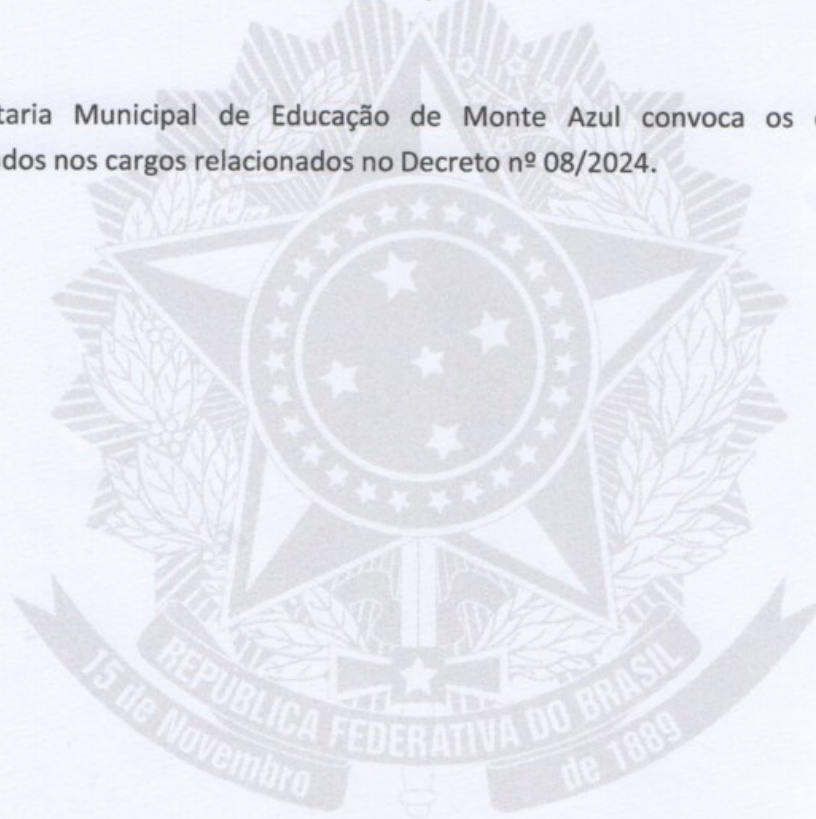 taria Municipal de Educação de Monte Azul convoca os
dos nos cargos relacionados no Decreto nº 08/2024.
REPUBLICA FEDERATIVA DO BRASIL
15 de Novembro de 1889